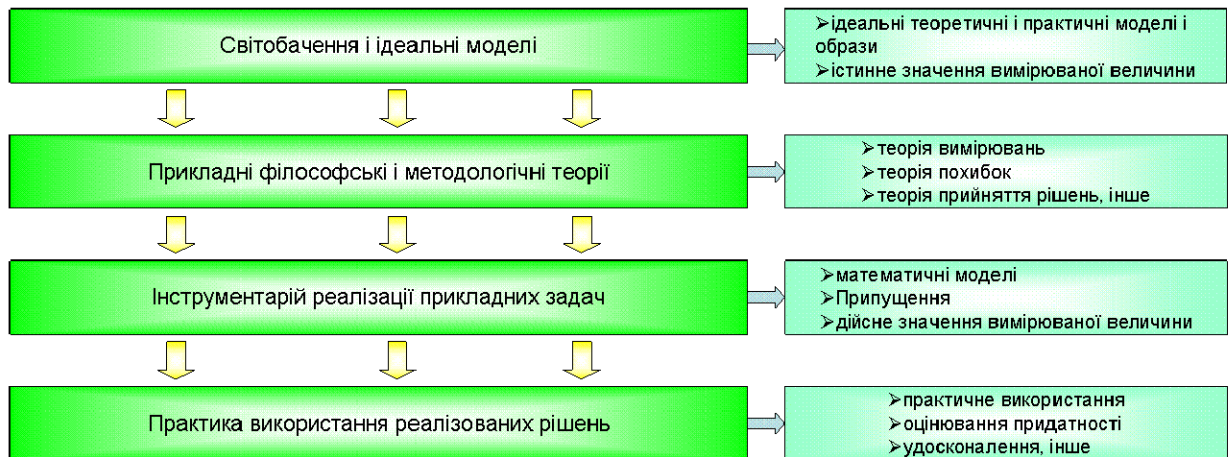 Світобачення і ідеальні моделі
➢ідеальні теоретичні і практичні моделі і
образи
➢істинне значення вимірюваної величини
Прикладні філософські і методологічні теорії
➢теорія вимірювань
➢теорія похибок
➢теорія прийняття рішень, інше
Інструментарій реалізації прикладних задач
➢математичні моделі
➢Припущення
➢дійсне значення вимірюваної величини
Практика використання реалізованих рішень
➢практичне використання
➢оцінювання придатності
➢удосконалення, інше